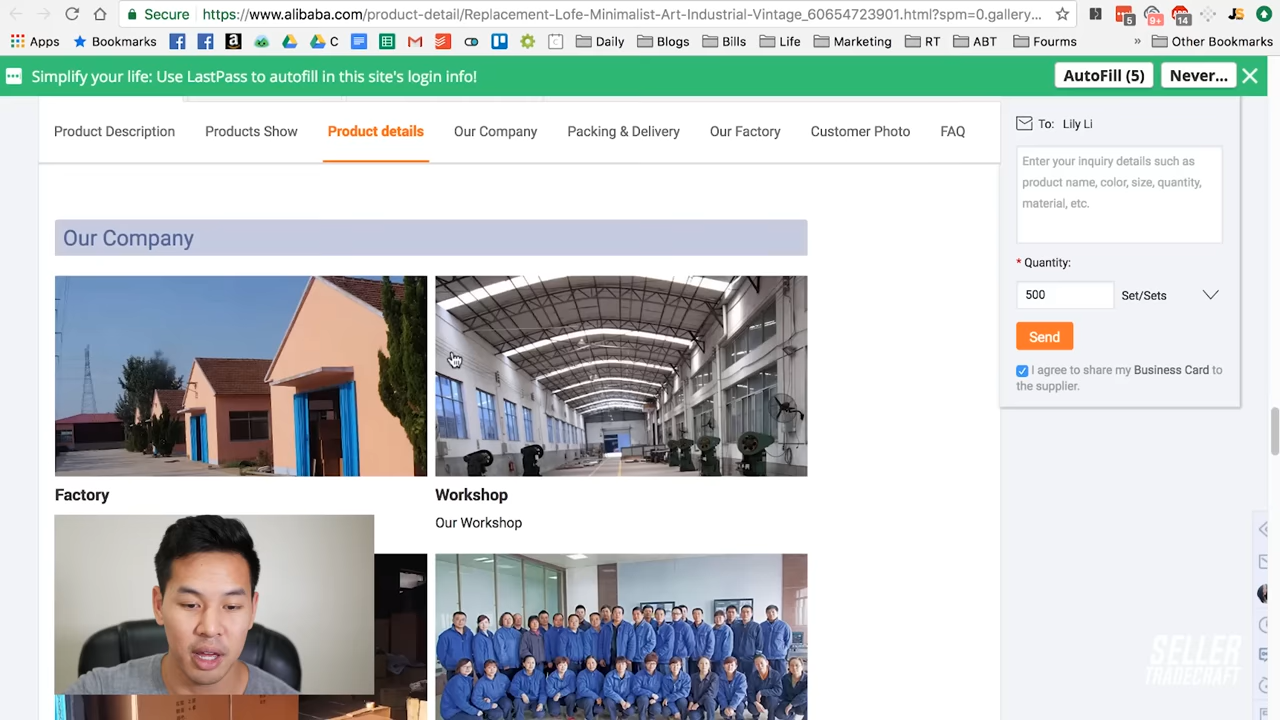 Secure
https://www.alibaba.com/product-detail/Replacement-Lofe-Minimalist-Art-Industrial-Vintage_60654723901.html?spm=0.gallery...
5
9+
14
JS
Apps
Bookmarks
C
Daily
Blogs
Bills
Life
Marketing
RT
ABT
Fourms
»
Other Bookmarks
Simplify your life: Use LastPass to autofill in this site's login info!
AutoFill (5)
Never...
Product Description
Products Show
Product details
Our Company
Packing & Delivery
Our Factory
Customer Photo
FAQ
To: Lily Li
Enter your inquiry details such as
product name, color, size, quantity,
material, etc.
* Quantity:
500
Set/Sets
Send
I agree to share my Business Card to
the supplier.
Our Company
Factory
Workshop
Our Workshop
SELLER
TRADECRAFT